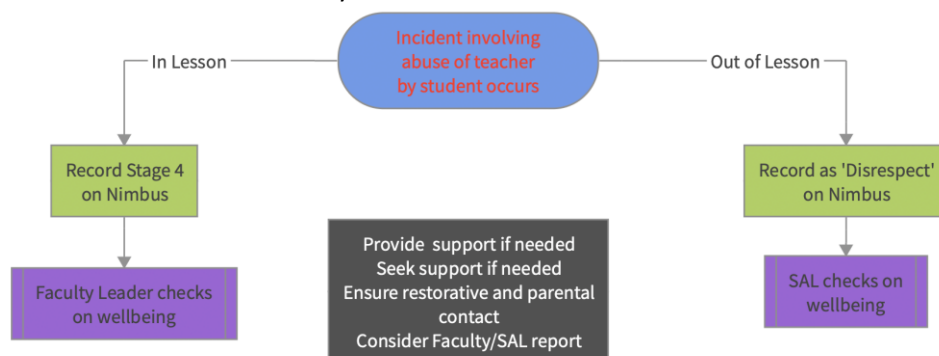 Incident involving
abuse of teacher
by student occurs
In Lesson
Out of Lesson
Record Stage 4
on Nimbus
Record as 'Disrespect'
on Nimbus
Provide support if needed
Seek support if needed
Ensure restorative and parental
contact
Consider Faculty/SAL report
Faculty Leader checks
on wellbeing
SAL checks on
wellbeing